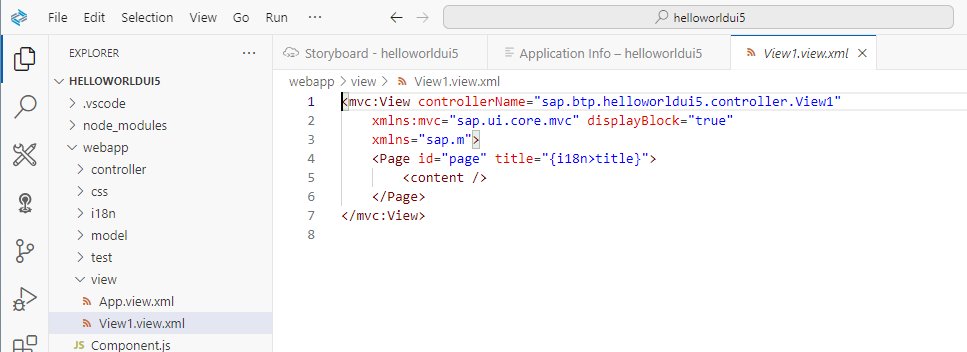 File Edit Selection View Go Run ··· helloworldui5
EXPLORER ···
Storyboard - helloworldui5 Application Info – helloworldui5 View1.view.xml
HELLOWORLDUI5
.vscode
node_modules
webapp
controller
css
i18n
model
test
view
App.view.xml
View1.view.xml
JS Component.js
webapp > view > View1.view.xml
1 <mvc:View controllerName="sap.btp.helloworldui5.controller.View1"
2 xmlns:mvc="sap.ui.core.mvc" displayBlock="true"
3 xmlns="sap.m">
4 <Page id="page" title="{i18n>title}">
5 <content />
6 </Page>
7 </mvc:View>
8